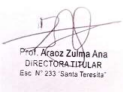 Prof. Araoz Zulma Ana
DIRECTORA TITULAR
Esc. N° 233 "Santa Teresita"